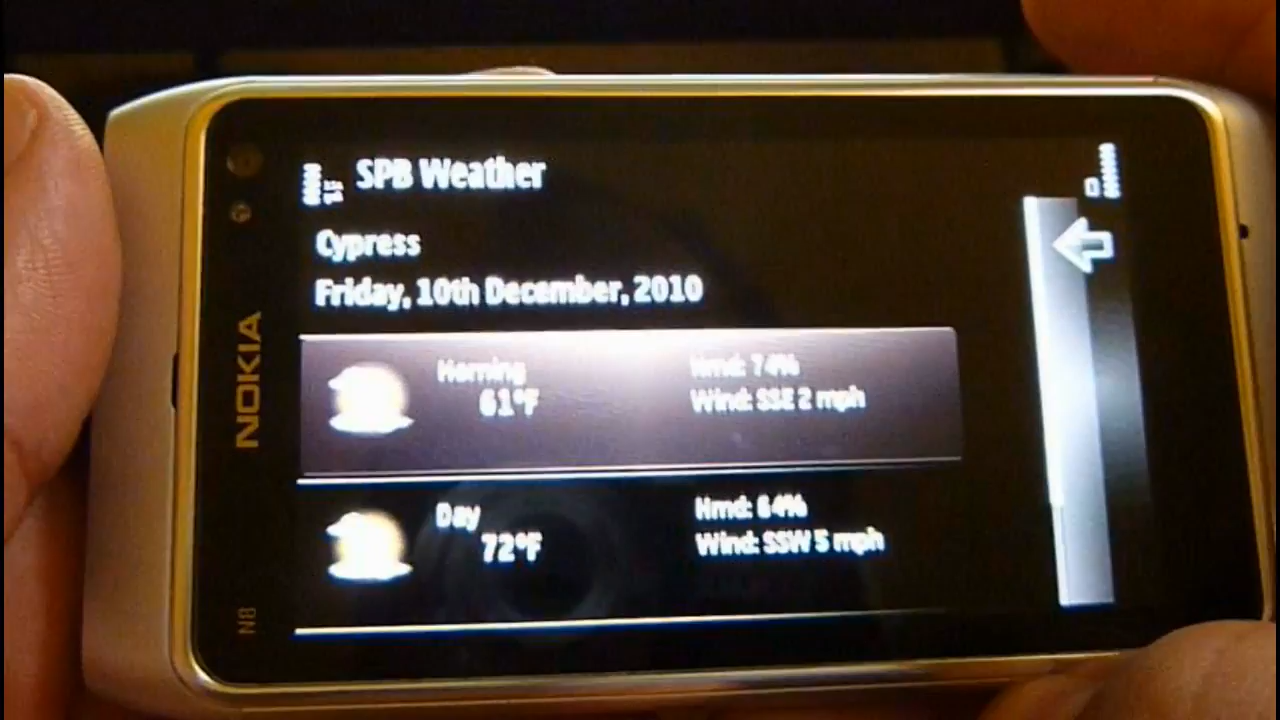 SPB Weather
Cypress
Friday, 10th December, 2010
Morning
61°F
Hmd: 74%
Wind: SSE 2 mph
Day
72°F
Hmd: 64%
Wind: SSW 5 mph
NOKIA
N8